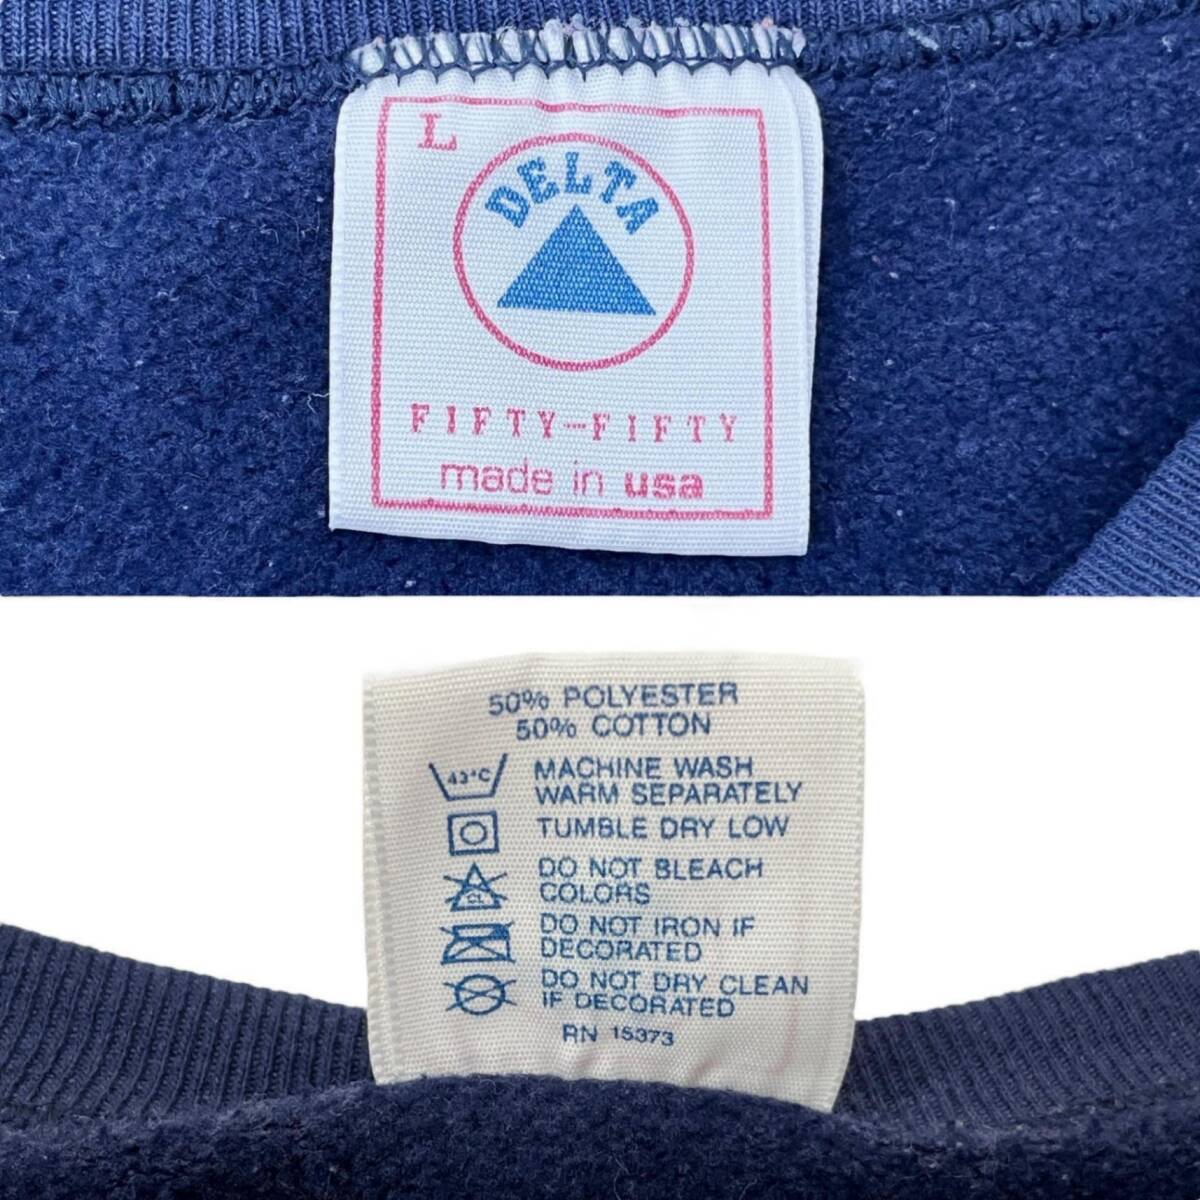 L
DELTA
FIFTY-FIFTY
made in usa
50% POLYESTER
50% COTTON
43°C
MACHINE WASH
WARM SEPARATELY
TUMBLE DRY LOW
CL
DO NOT BLEACH
COLORS
DO NOT IRON IF
DECORATED
DO NOT DRY CLEAN
IF DECORATED
RN 15373